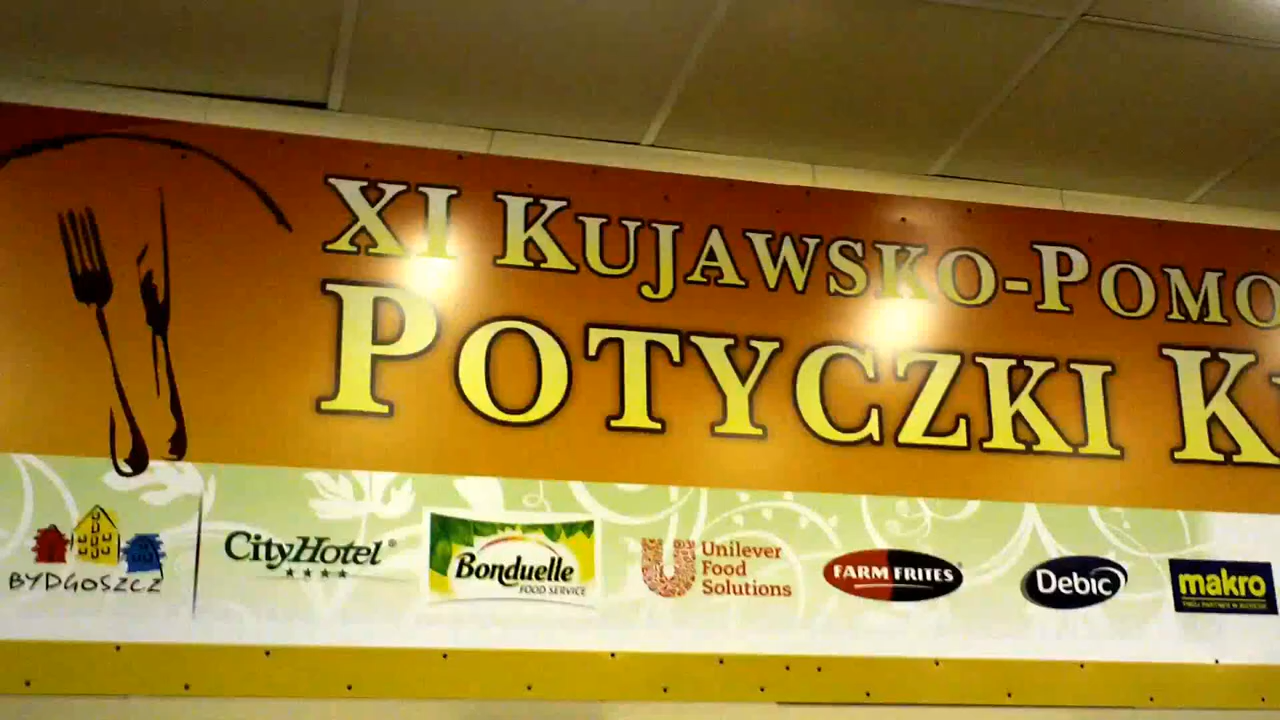 XI KUJAWSKO-POMO
POTYCZKI K
BYDGOSZCZ
CityHotel®
Bonduelle
FOOD SERVICE
Unilever
Food
Solutions
FARM FRITES
Debic
makro